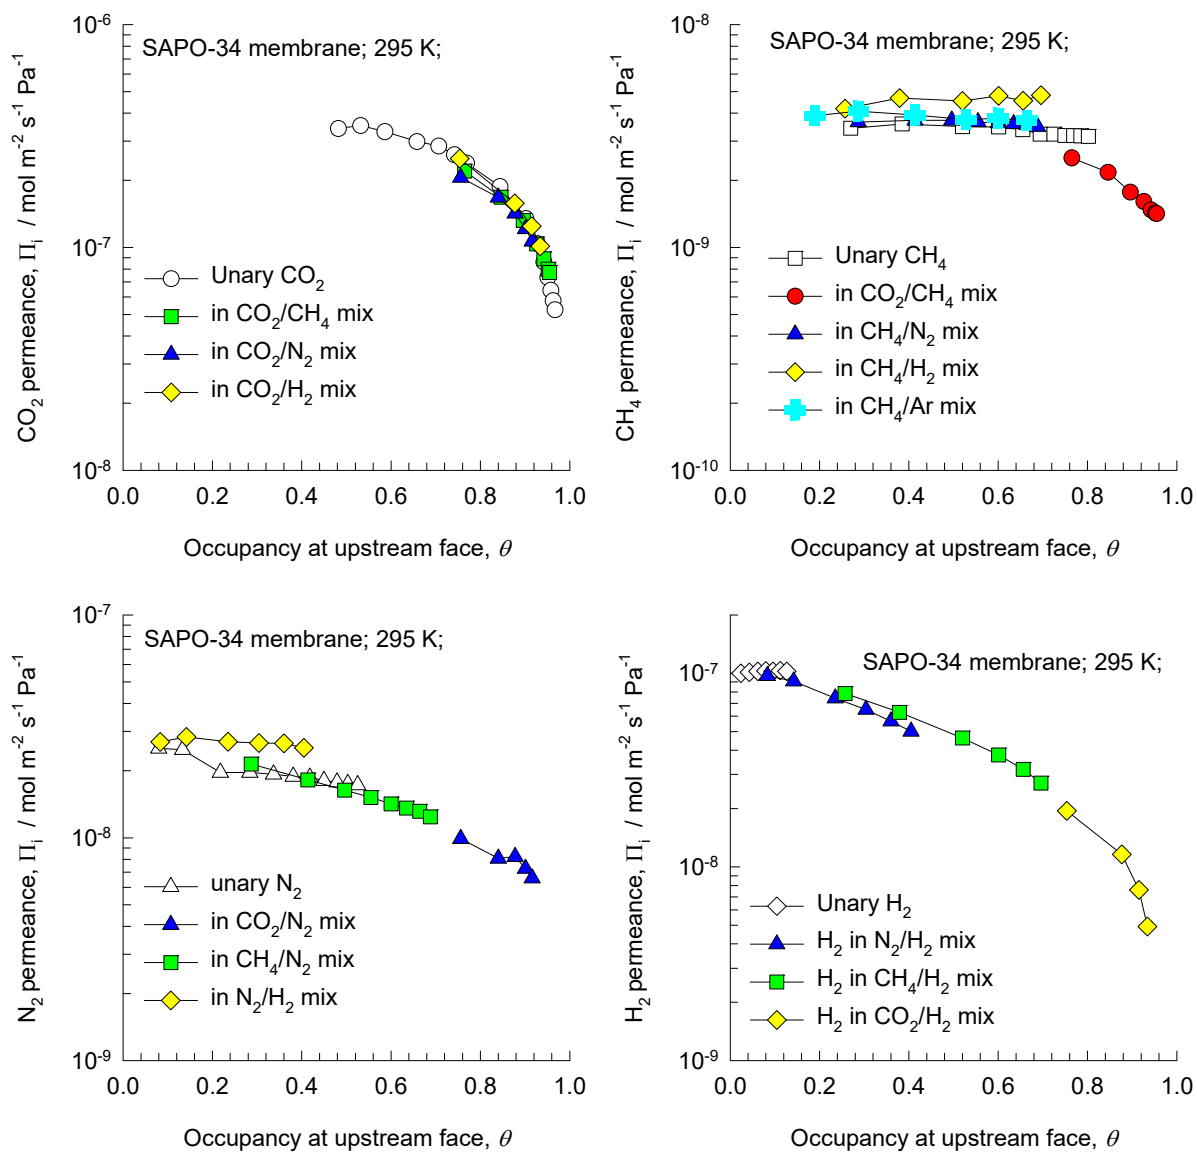 10⁻⁶
SAPO-34 membrane; 295 K;
CO₂ permeance, Πᵢ / mol m⁻² s⁻¹ Pa⁻¹
10⁻⁷
Unary CO₂
in CO₂/CH₄ mix
in CO₂/N₂ mix
in CO₂/H₂ mix
10⁻⁸
0.0 0.2 0.4 0.6 0.8 1.0
Occupancy at upstream face, θ
10⁻⁸
SAPO-34 membrane; 295 K;
CH₄ permeance, Πᵢ / mol m⁻² s⁻¹ Pa⁻¹
10⁻⁹
Unary CH₄
in CO₂/CH₄ mix
in CH₄/N₂ mix
in CH₄/H₂ mix
in CH₄/Ar mix
10⁻¹⁰
0.0 0.2 0.4 0.6 0.8 1.0
Occupancy at upstream face, θ
10⁻⁷
SAPO-34 membrane; 295 K;
N₂ permeance, Πᵢ / mol m⁻² s⁻¹ Pa⁻¹
10⁻⁸
unary N₂
in CO₂/N₂ mix
in CH₄/N₂ mix
in N₂/H₂ mix
10⁻⁹
0.0 0.2 0.4 0.6 0.8 1.0
Occupancy at upstream face, θ
SAPO-34 membrane; 295 K;
10⁻⁷
H₂ permeance, Πᵢ / mol m⁻² s⁻¹ Pa⁻¹
10⁻⁸
Unary H₂
H₂ in N₂/H₂ mix
H₂ in CH₄/H₂ mix
H₂ in CO₂/H₂ mix
10⁻⁹
0.0 0.2 0.4 0.6 0.8 1.0
Occupancy at upstream face, θ